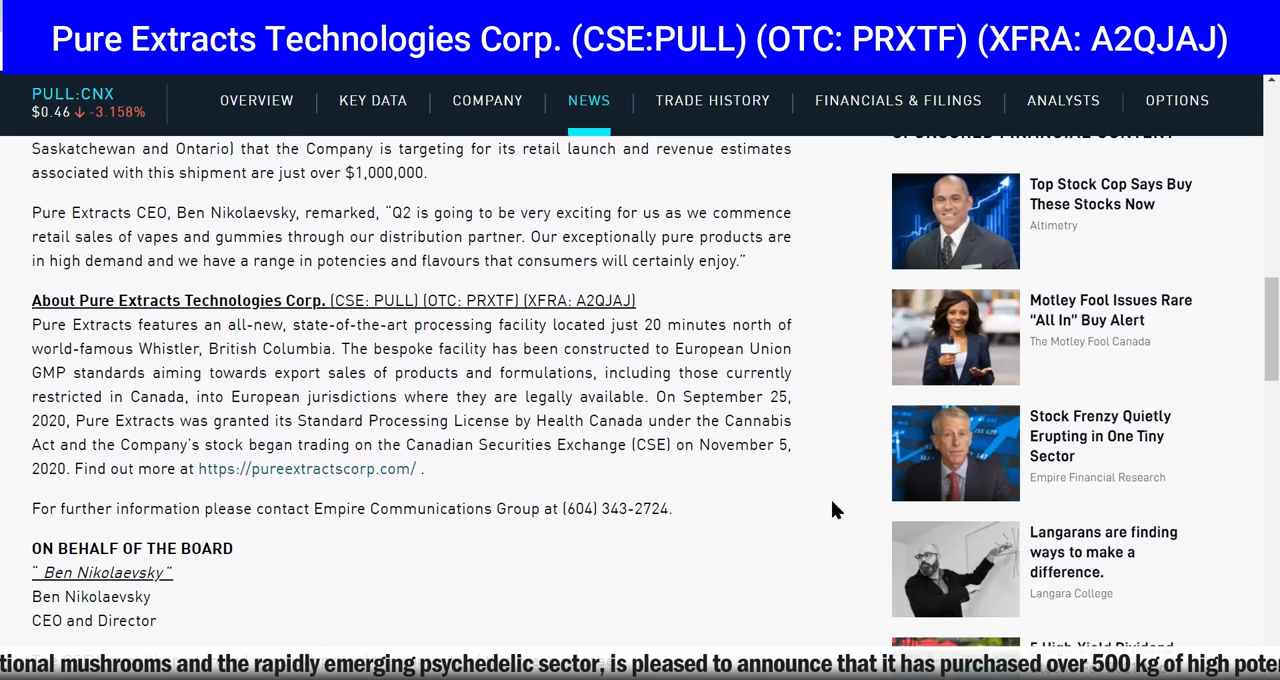 Pure Extracts Technologies Corp. (CSE:PULL) (OTC: PRXTF) (XFRA: A2QJAJ)
PULL:CNX
$0.46 ↓ -3.158%
OVERVIEW
KEY DATA
COMPANY
NEWS
TRADE HISTORY
FINANCIALS & FILINGS
ANALYSTS
OPTIONS
Saskatchewan and Ontario) that the Company is targeting for its retail launch and revenue estimates
associated with this shipment are just over $1,000,000.
Pure Extracts CEO, Ben Nikolaevsky, remarked, “Q2 is going to be very exciting for us as we commence
retail sales of vapes and gummies through our distribution partner. Our exceptionally pure products are
in high demand and we have a range in potencies and flavours that consumers will certainly enjoy.”
About Pure Extracts Technologies Corp. (CSE: PULL) (OTC: PRXTF) (XFRA: A2QJAJ)
Pure Extracts features an all-new, state-of-the-art processing facility located just 20 minutes north of
world-famous Whistler, British Columbia. The bespoke facility has been constructed to European Union
GMP standards aiming towards export sales of products and formulations, including those currently
restricted in Canada, into European jurisdictions where they are legally available. On September 25,
2020, Pure Extracts was granted its Standard Processing License by Health Canada under the Cannabis
Act and the Company’s stock began trading on the Canadian Securities Exchange (CSE) on November 5,
2020. Find out more at https://pureextractscorp.com/ .
For further information please contact Empire Communications Group at (604) 343-2724.
ON BEHALF OF THE BOARD
“ Ben Nikolaevsky”
Ben Nikolaevsky
CEO and Director
SPONSORED FINANCIAL CONTENT
Top Stock Cop Says Buy
These Stocks Now
Altimetry
Motley Fool Issues Rare
“All In” Buy Alert
The Motley Fool Canada
Stock Frenzy Quietly
Erupting in One Tiny
Sector
Empire Financial Research
Langarans are finding
ways to make a
difference.
Langara College
5 High-Yield Dividend
tional mushrooms and the rapidly emerging psychedelic sector, is pleased to announce that it has purchased over 500 kg of high poter